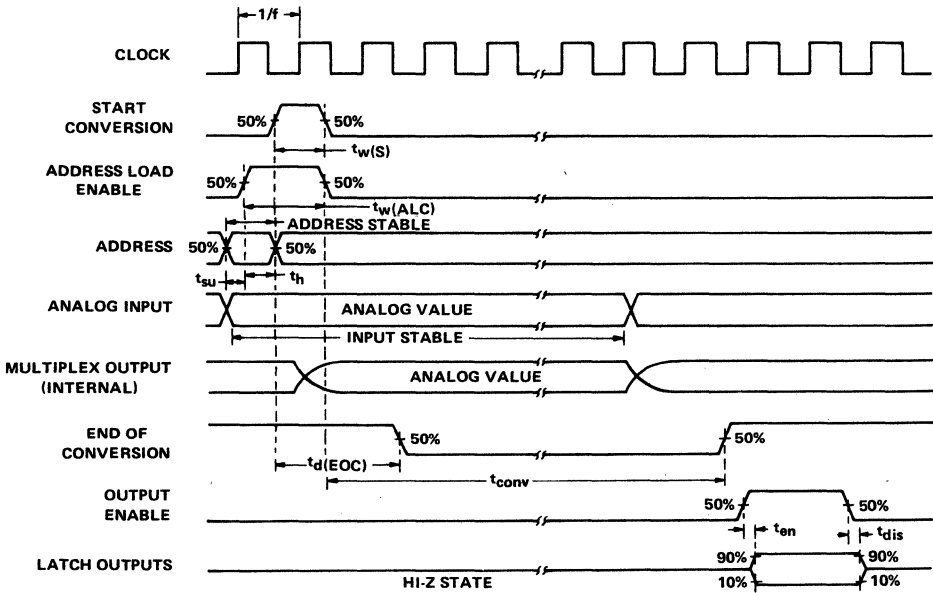 1/f
CLOCK
START
CONVERSION
50%
50%
tw(S)
ADDRESS LOAD
ENABLE
50%
50%
tw(ALC)
ADDRESS STABLE
ADDRESS
50%
50%
tsu
th
ANALOG INPUT
ANALOG VALUE
INPUT STABLE
MULTIPLEX OUTPUT
(INTERNAL)
ANALOG VALUE
END OF
CONVERSION
50%
50%
td(EOC)
tconv
OUTPUT
ENABLE
50%
50%
ten
tdis
LATCH OUTPUTS
90%
90%
HI-Z STATE
10%
10%